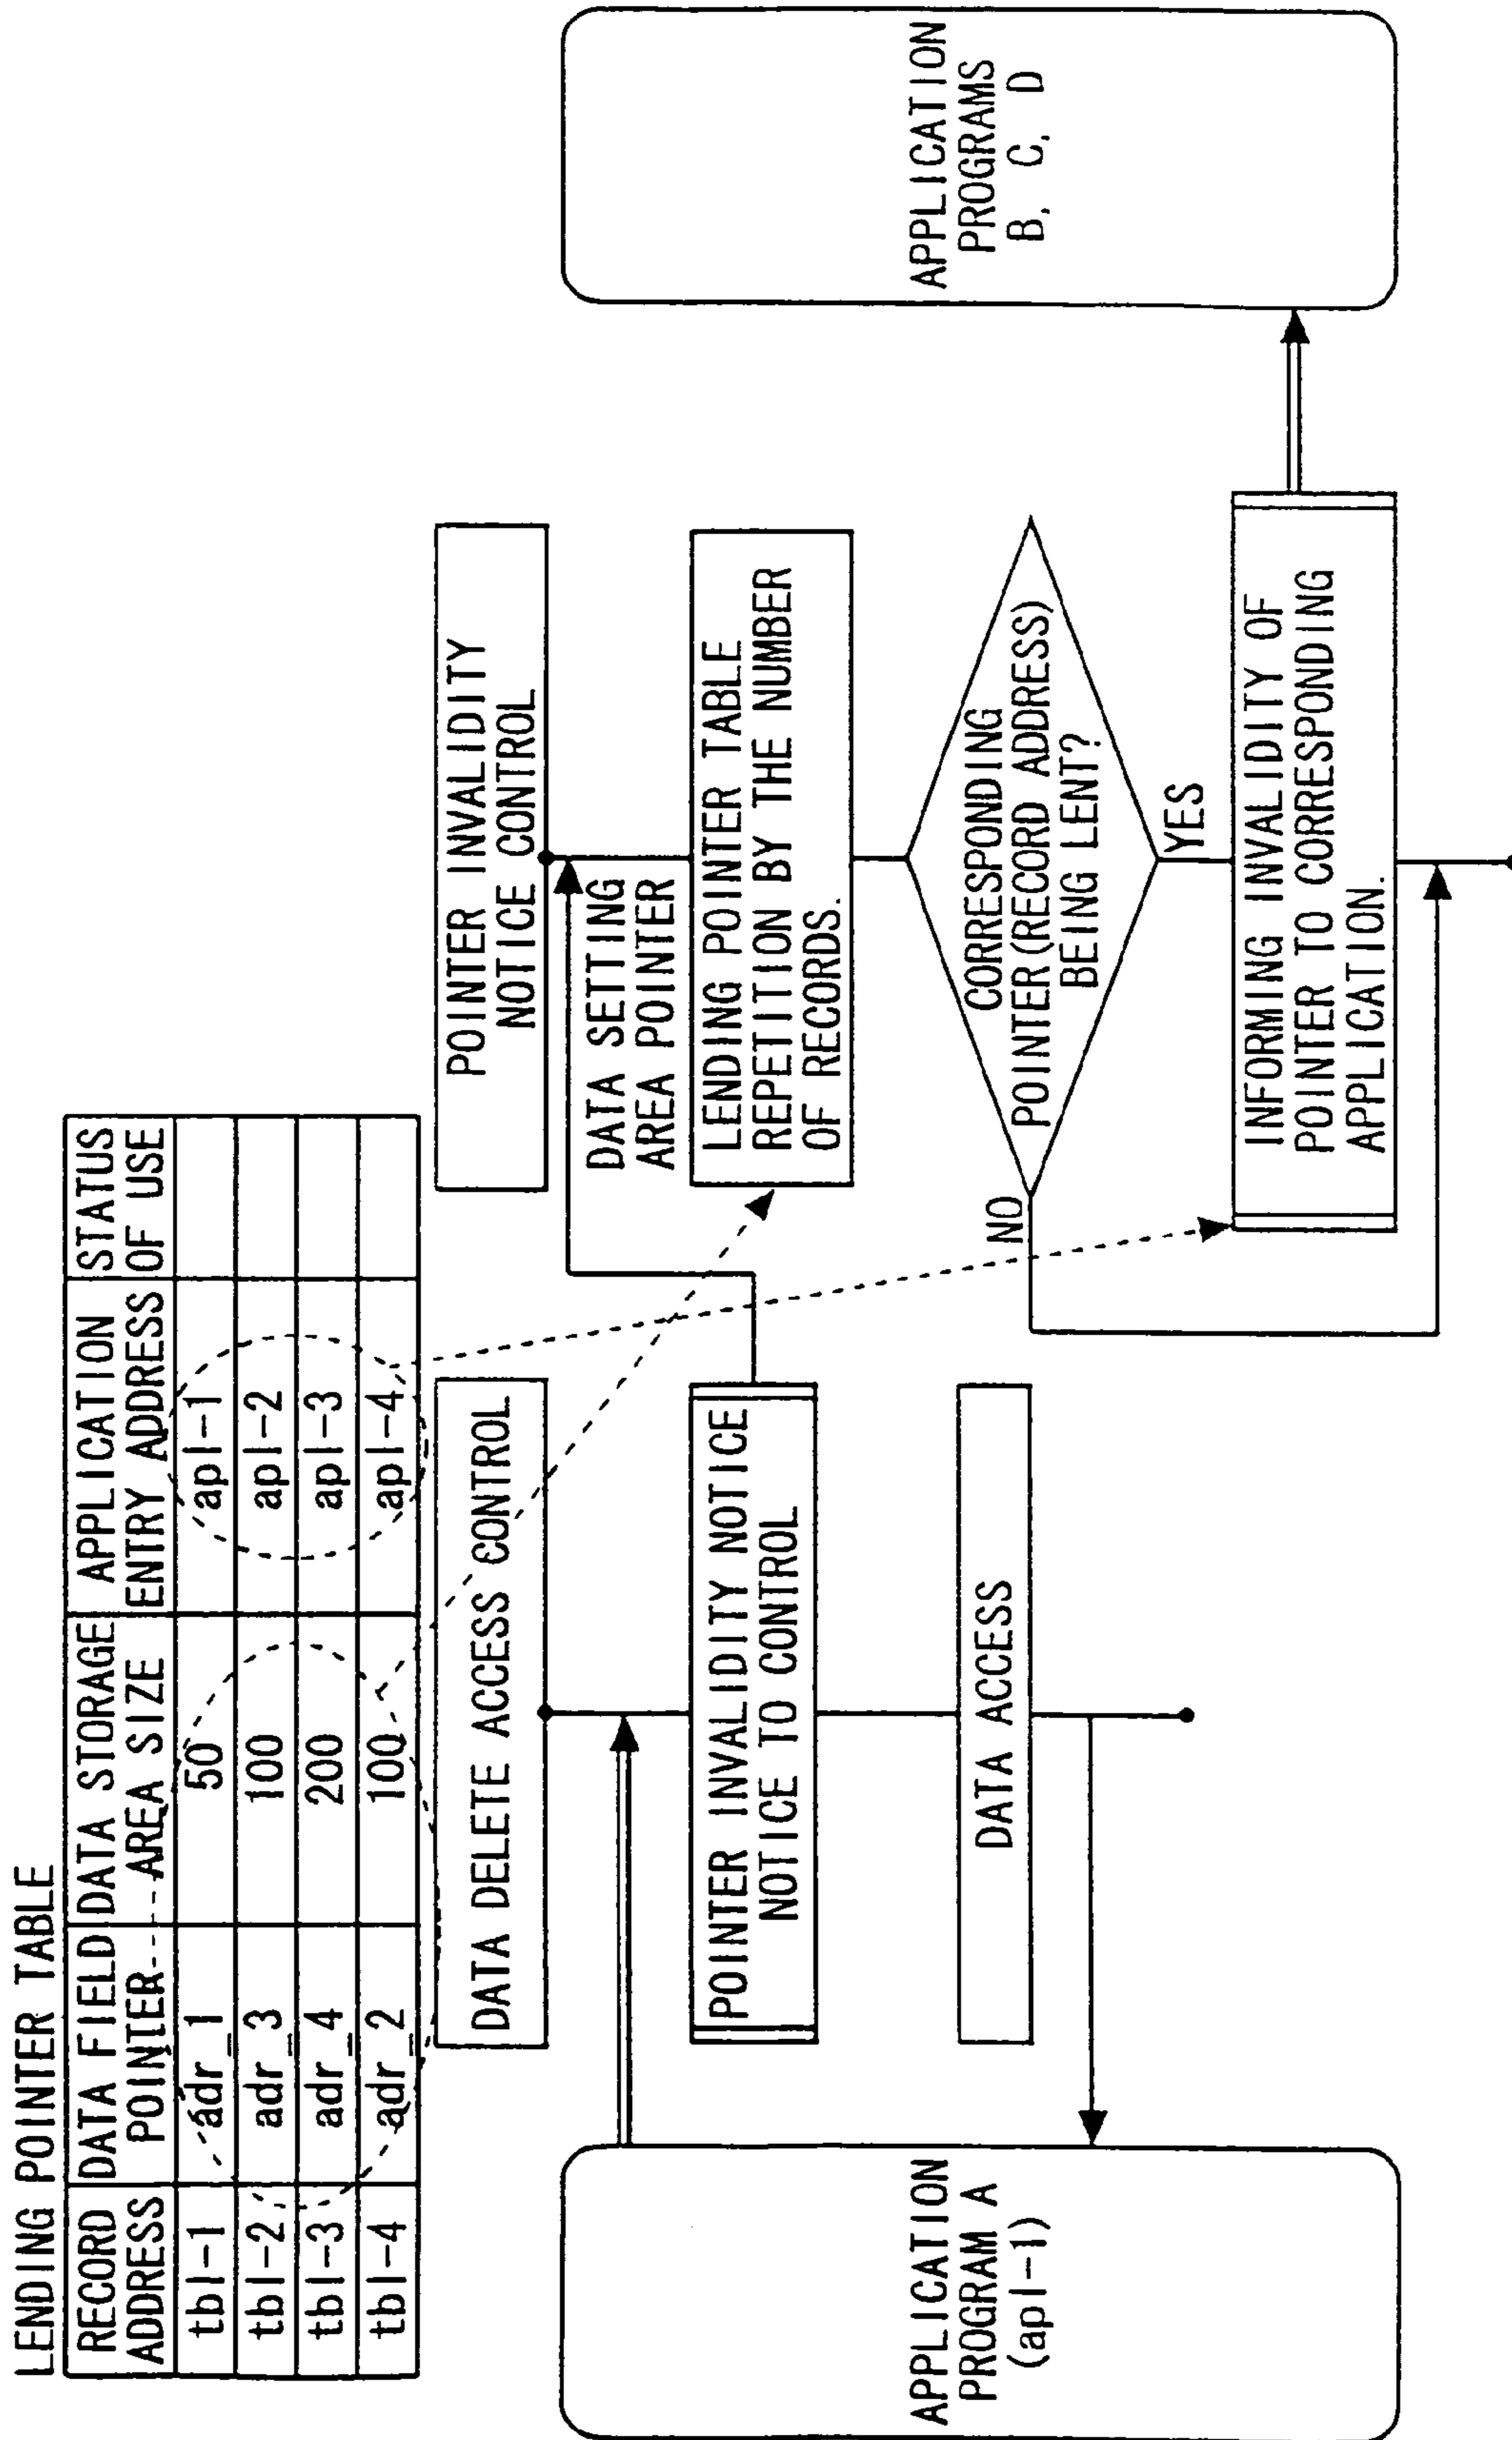 LENDING POINTER TABLE
RECORD ADDRESS DATA FIELD POINTER DATA STORAGE AREA SIZE APPLICATION ENTRY ADDRESS STATUS OF USE
tbl-1 adr_1 50 apl-1
tbl-2 adr_3 100 apl-2
tbl-3 adr_4 200 apl-3
tbl-4 adr_2 100 apl-4
APPLICATION
PROGRAM A
(apl-1)
DATA DELETE ACCESS CONTROL
POINTER INVALIDITY NOTICE
NOTICE TO CONTROL
DATA ACCESS
POINTER INVALIDITY
NOTICE CONTROL
DATA SETTING
AREA POINTER
LENDING POINTER TABLE
REPETITION BY THE NUMBER
OF RECORDS.
CORRESPONDING
POINTER(RECORD ADDRESS)
BEING LENT?
NO
YES
INFORMING INVALIDITY OF
POINTER TO CORRESPONDING
APPLICATION.
APPLICATION
PROGRAMS
B, C, D